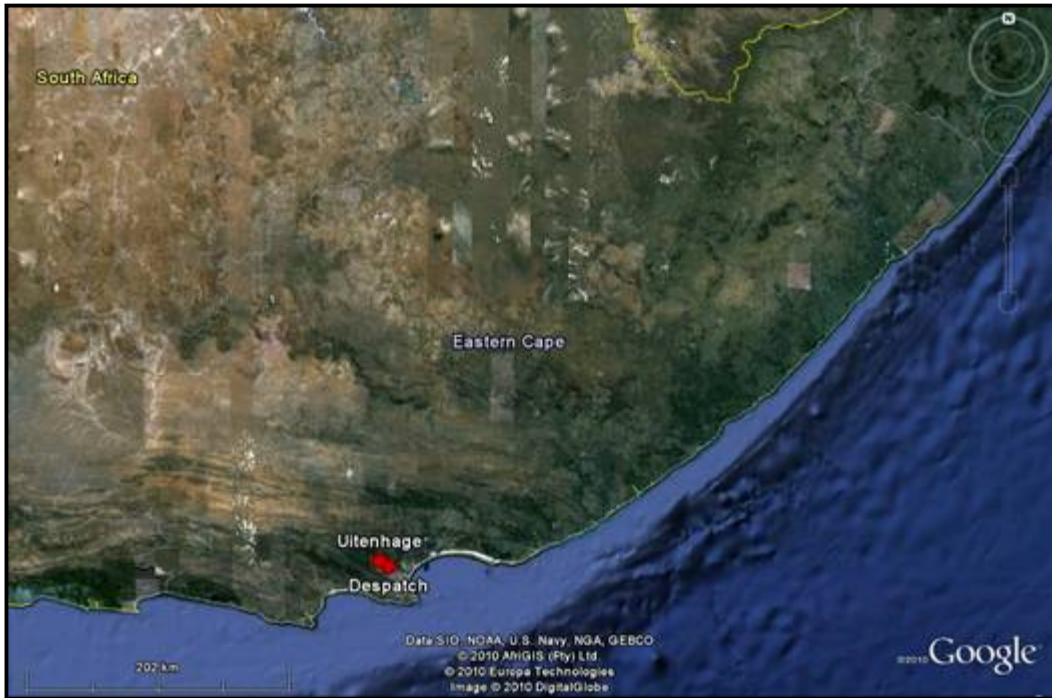 N
South Africa
Eastern Cape
Uitenhage
Despatch
Data SIO, NOAA, U.S. Navy, NGA, GEBCO
© 2010 AfriGIS (Pty) Ltd.
© 2010 Europa Technologies
Image © 2010 DigitalGlobe
202 km
©2010 Google